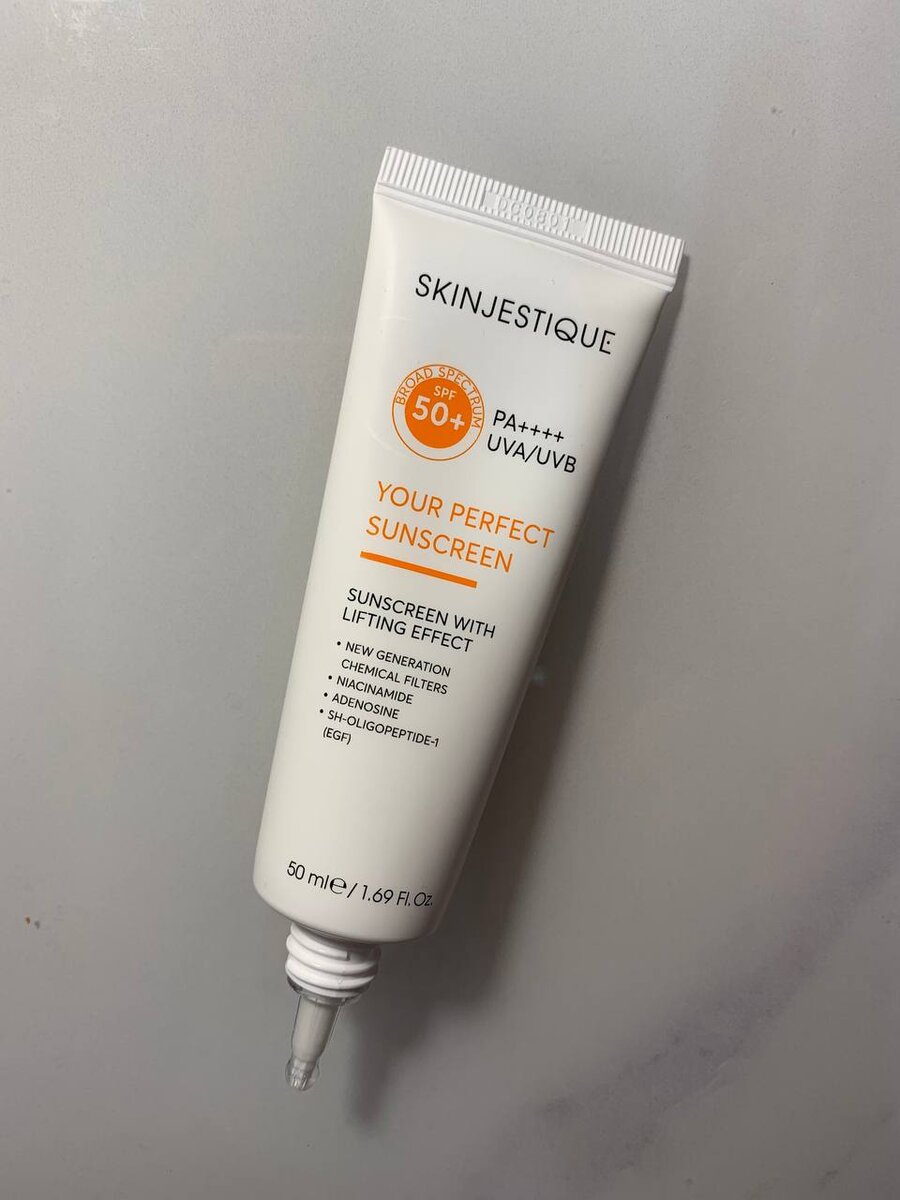 SKINJESTIQUE
BROAD SPECTRUM
SPF
50+
PA++++
UVA/UVB
YOUR PERFECT
SUNSCREEN
SUNSCREEN WITH
LIFTING EFFECT
• NEW GENERATION
CHEMICAL FILTERS
• NIACINAMIDE
• ADENOSINE
• SH-OLIGOPEPTIDE-1
(EGF)
50 ml℮ / 1.69 Fl. Oz.